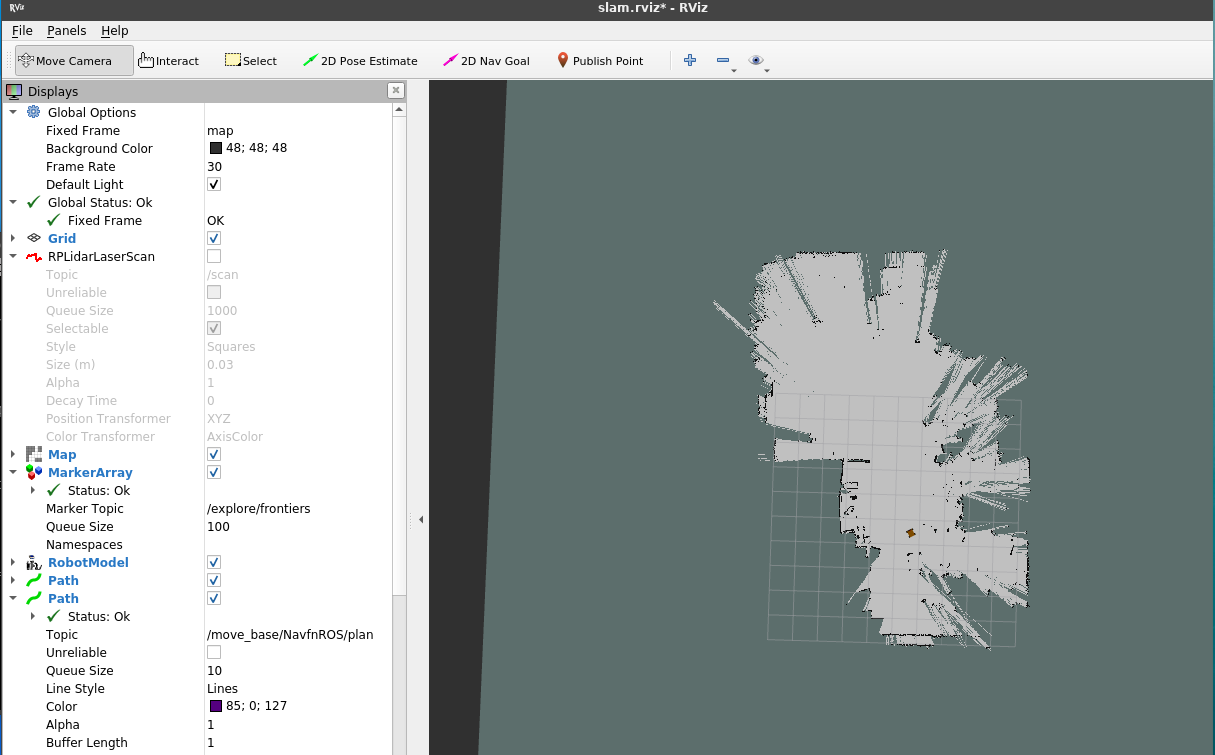 RViz slam.rviz* - RViz
File Panels Help
Move Camera Interact Select 2D Pose Estimate 2D Nav Goal Publish Point
Displays
Global Options
Fixed Frame map
Background Color 48; 48; 48
Frame Rate 30
Default Light
Global Status: Ok
Fixed Frame OK
Grid
RPLidarLaserScan
Topic /scan
Unreliable
Queue Size 1000
Selectable
Style Squares
Size (m) 0.03
Alpha 1
Decay Time 0
Position Transformer XYZ
Color Transformer AxisColor
Map
MarkerArray
Status: Ok
Marker Topic /explore/frontiers
Queue Size 100
Namespaces
RobotModel
Path
Path
Status: Ok
Topic /move_base/NavfnROS/plan
Unreliable
Queue Size 10
Line Style Lines
Color 85; 0; 127
Alpha 1
Buffer Length 1